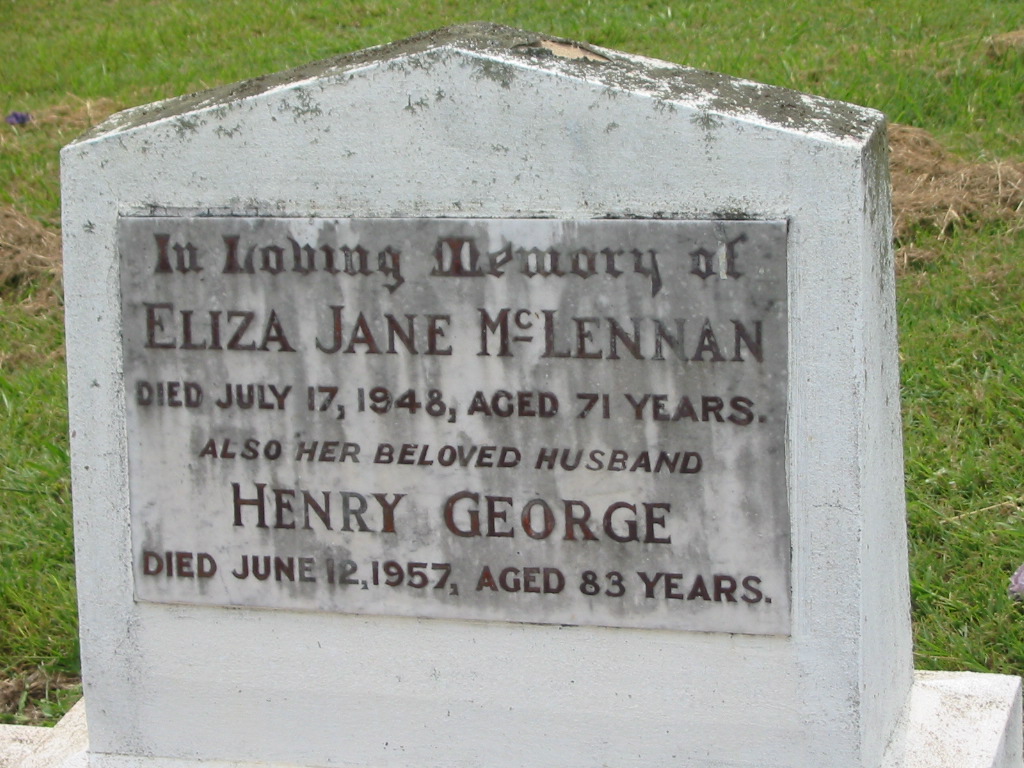 In Loving Memory of
ELIZA JANE McLENNAN
DIED JULY 17, 1948, AGED 71 YEARS.
ALSO HER BELOVED HUSBAND
HENRY GEORGE
DIED JUNE 12, 1957, AGED 83 YEARS.